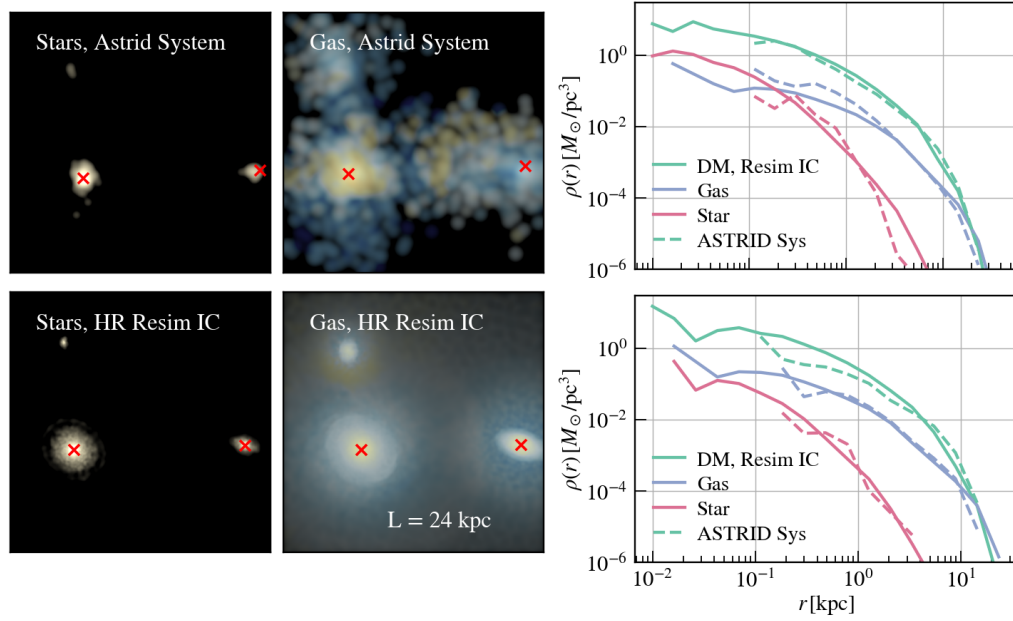 Stars, Astrid System
Gas, Astrid System
Stars, HR Resim IC
Gas, HR Resim IC
L = 24 kpc
ρ(r) [M⊙/pc³]
10⁰
10⁻²
10⁻⁴
10⁻⁶
DM, Resim IC
Gas
Star
ASTRID Sys
ρ(r) [M⊙/pc³]
10⁰
10⁻²
10⁻⁴
10⁻⁶
DM, Resim IC
Gas
Star
ASTRID Sys
10⁻² 10⁻¹ 10⁰ 10¹
r [kpc]